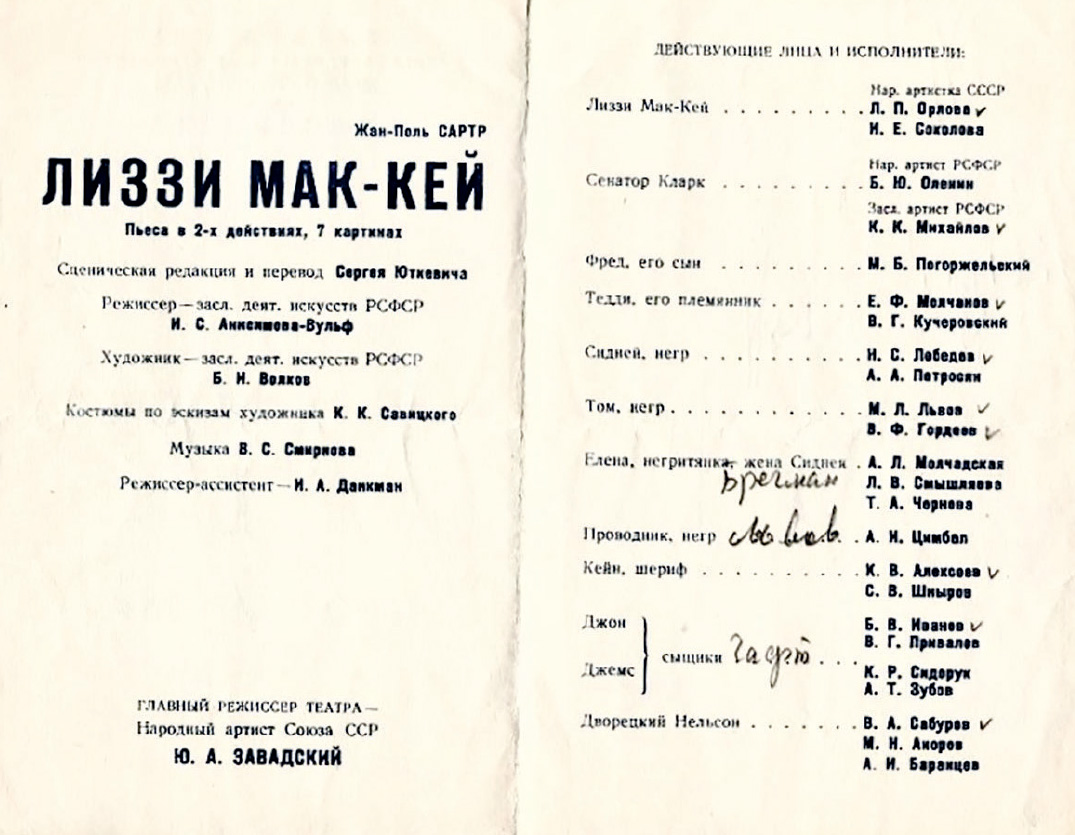 Жан-Поль САРТР
ЛИЗЗИ МАК-КЕЙ
Пьеса в 2-х действиях, 7 картинах
Сценическая редакция и перевод Сергея Юткевича
Режиссер — засл. деят. искусств РСФСР
И. С. Анисимова-Вульф
Художник — засл. деят. искусств РСФСР
Б. И. Волков
Костюмы по эскизам художника К. К. Савицкого
Музыка В. С. Смирнова
Режиссер-ассистент — И. А. Данкман
ГЛАВНЫЙ РЕЖИССЕР ТЕАТРА —
Народный артист Союза ССР
Ю. А. ЗАВАДСКИЙ
ДЕЙСТВУЮЩИЕ ЛИЦА И ИСПОЛНИТЕЛИ:
Нар. артистка СССР
Лиззи Мак-Кей . . . . . . . . . . Л. П. Орлова ✓
И. Е. Соколова
Нар. артист РСФСР
Сенатор Кларк . . . . . . . . . . Б. Ю. Оленин
Засл. артист РСФСР
К. К. Михайлов ✓
Фред, его сын . . . . . . . . . . М. Б. Погоржельский
Тедди, его племянник . . . . . . . Е. Ф. Молчанов ✓
В. Г. Кучеровский
Сидней, негр . . . . . . . . . . . Н. С. Лебедев ✓
А. А. Петросян
Том, негр . . . . . . . . . . . . . М. Л. Львов ✓
В. Ф. Гордеев ✓
Елена, негритянка, жена Сиднея . А. Л. Молчадская
Брегман Л. В. Смышляева
Т. А. Чернова
Проводник, негр Львов . . А. И. Цимбал
Кейн, шериф . . . . . . . . . . . К. В. Алексеев ✓
С. В. Шныров
Джон Б. В. Иванов ✓
В. Г. Привалов
сыщики Гафт . . .
Джемс К. Р. Сидорук
А. Т. Зубов
Дворецкий Нельсон . . . . . . . . В. А. Сабуров ✓
М. Н. Аноров
А. И. Баранцев